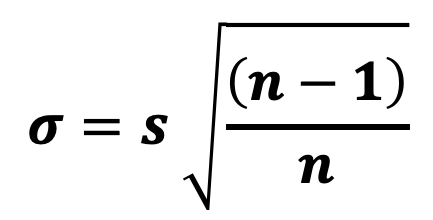 σ = s √((n − 1)/n)